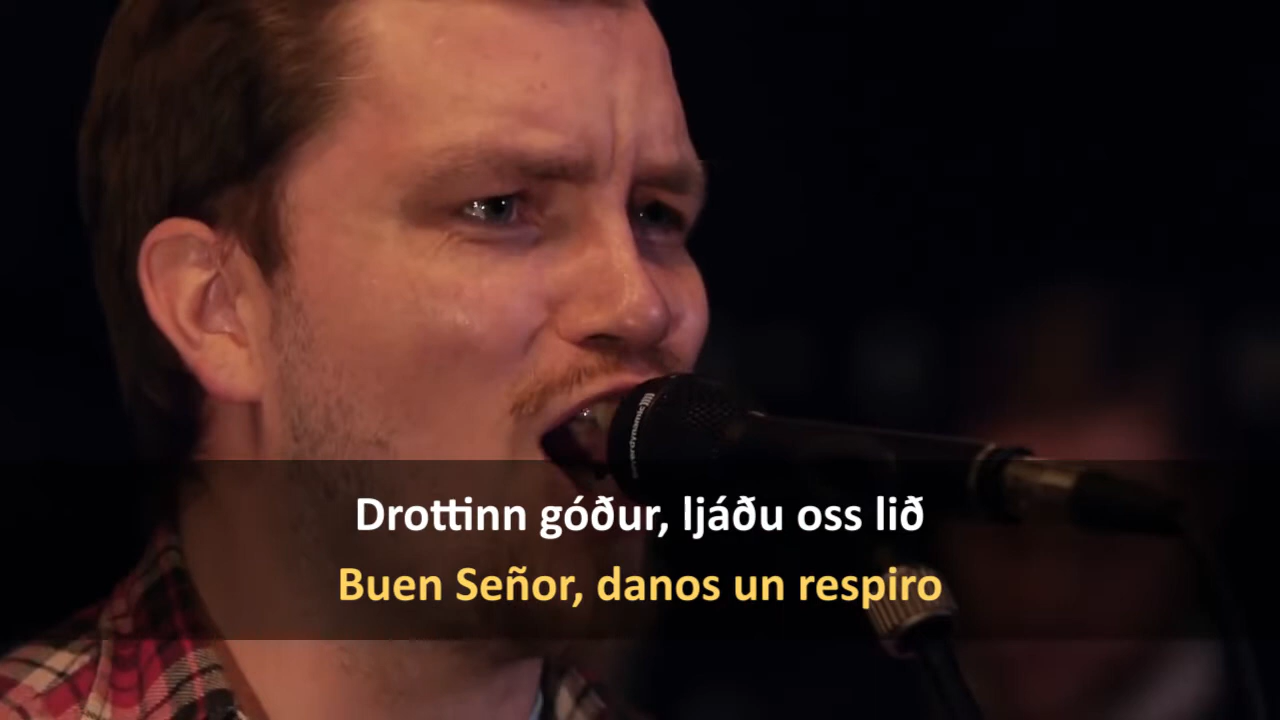 Drottinn góður, ljáðu oss lið
Buen Señor, danos un respiro